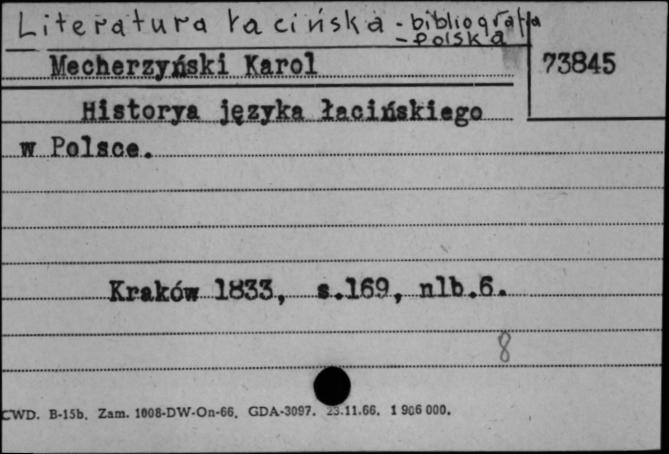 Literatura łacińska - bibliografia
- polska
Mecherzyński Karol
73845
Historya języka łacińskiego
w Polsce.
Kraków 1833, s.169, nlb.6.
8
CWD. B-15b. Zam. 1008-DW-On-66. GDA-3097. 23.11.66. 1 906 000.